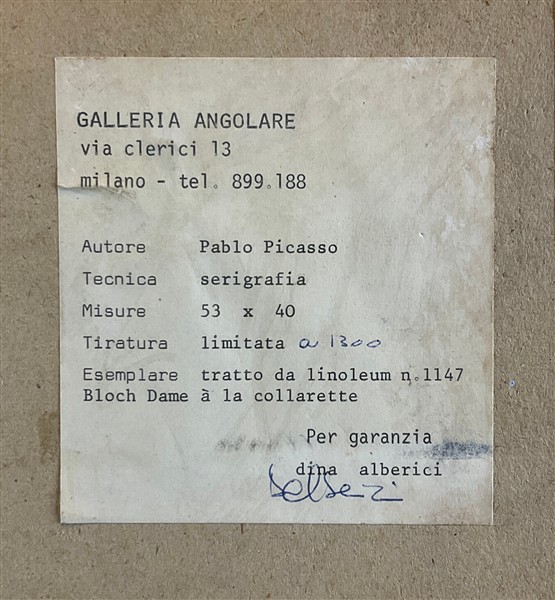 GALLERIA ANGOLARE
via clerici 13
milano - tel. 899.188
Autore Pablo Picasso
Tecnica serigrafia
Misure 53 x 40
Tiratura limitata a 1300
Esemplare tratto da linoleum n.1147
Bloch Dame à la collarette
Per garanzia
dina alberici